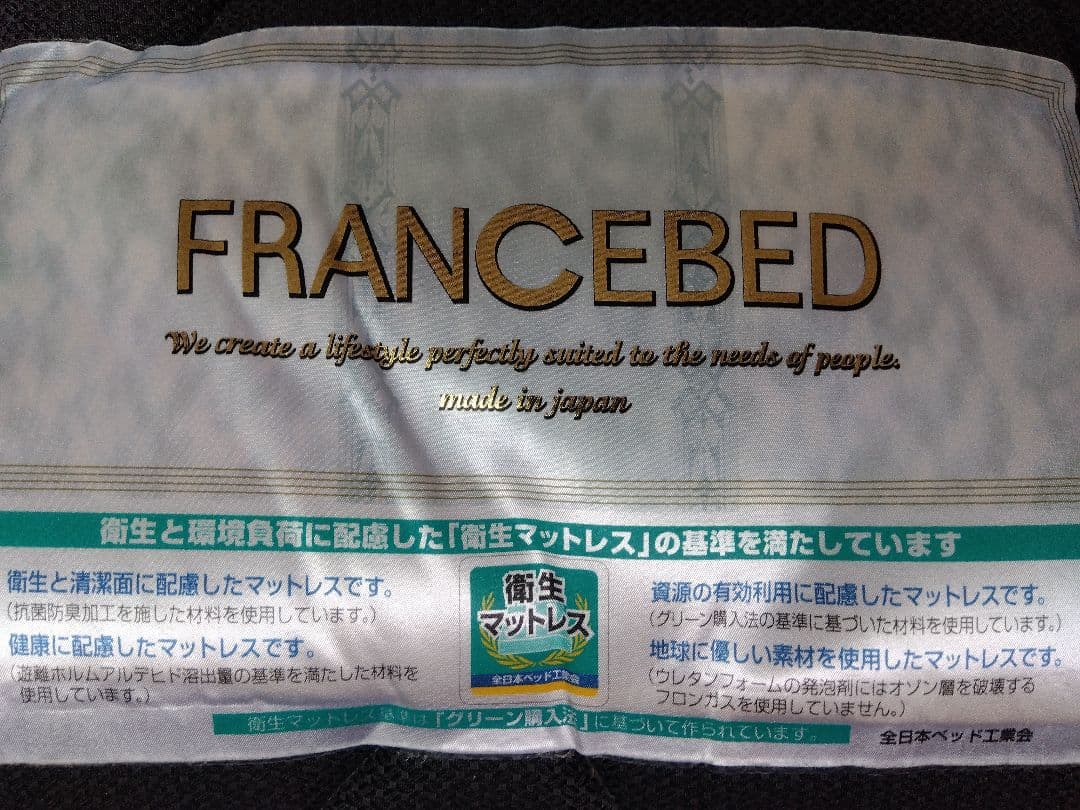 FRANCEBED
We create a lifestyle perfectly suited to the needs of people.
made in japan
衛生と環境負荷に配慮した「衛生マットレス」の基準を満たしています
衛生と清潔面に配慮したマットレスです。
（抗菌防臭加工を施した材料を使用しています。）
健康に配慮したマットレスです。
（遊離ホルムアルデヒド溶出量の基準を満たした材料を
使用しています。）
衛生
マットレス
全日本ベッド工業会
資源の有効利用に配慮したマットレスです。
（グリーン購入法の基準に基づいた材料を使用しています。）
地球に優しい素材を使用したマットレスです。
（ウレタンフォームの発泡剤にはオゾン層を破壊する
フロンガスを使用していません。）
衛生マットレス基準は「グリーン購入法」に基づいて作られています。
全日本ベッド工業会